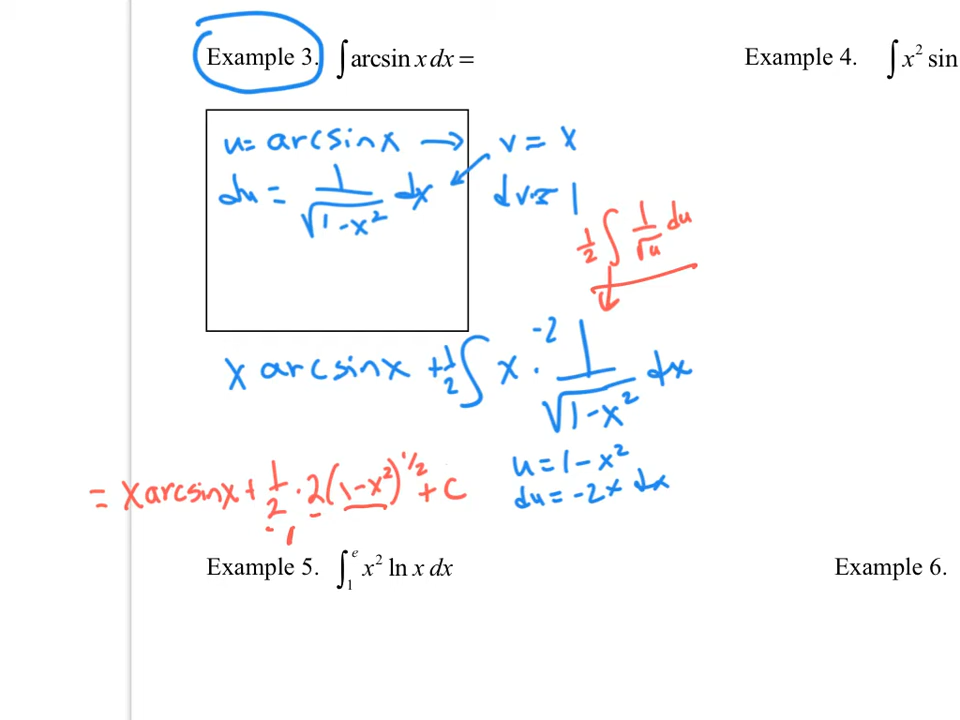 Example 3. ∫ arcsin x dx =
Example 4. ∫ x² sin
u = arcsinx → v = x
du = 1/√(1-x²) dx dv = 1
1/2 ∫ 1/√u du
x arcsinx + 1/2 ∫ x · -2 1/√(1-x²) dx
u = 1-x²
du = -2x dx
= x arcsinx + 1/2 · 2(1-x²)^1/2 + C
Example 5. ∫₁ᵉ x² ln x dx
Example 6.